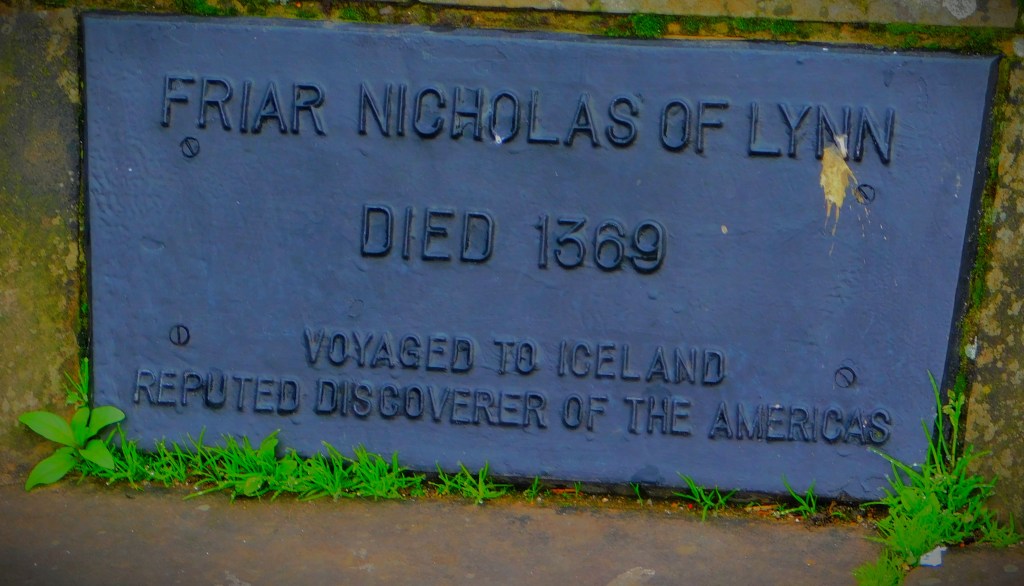 FRIAR NICHOLAS OF LYNN
DIED 1369
VOYAGED TO ICELAND
REPUTED DISCOVERER OF THE AMERICAS